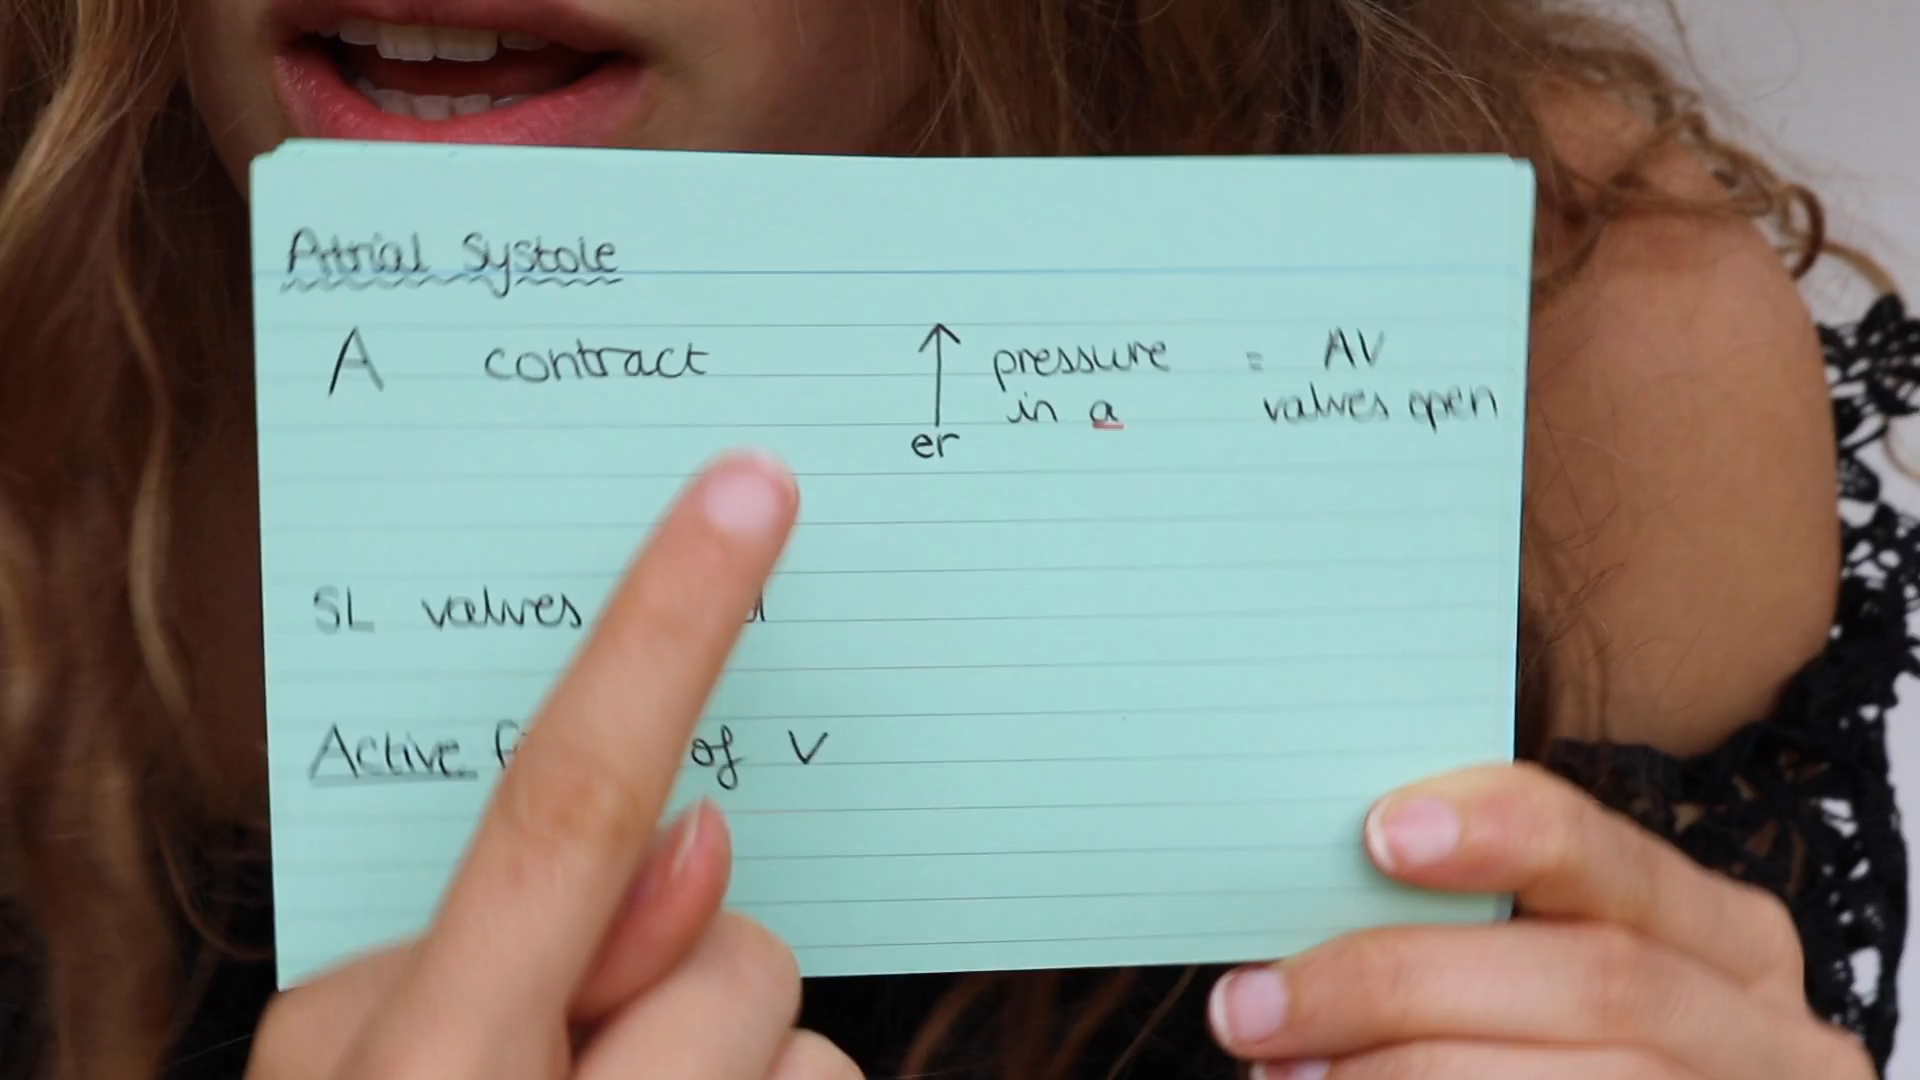 Atrial Systole
A contract ↑er pressure in a = AV valves open
SL valves
Active of V